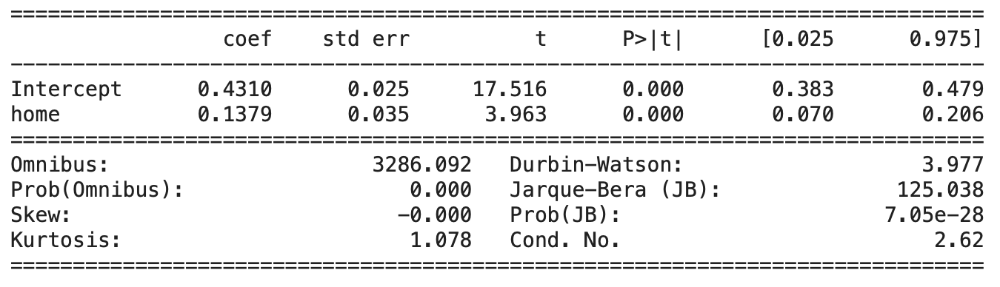 ==============================================================================
                 coef    std err          t      P>|t|      [0.025      0.975]
------------------------------------------------------------------------------
Intercept      0.4310      0.025     17.516      0.000       0.383       0.479
home           0.1379      0.035      3.963      0.000       0.070       0.206
==============================================================================
Omnibus:                     3286.092   Durbin-Watson:                   3.977
Prob(Omnibus):                  0.000   Jarque-Bera (JB):              125.038
Skew:                          -0.000   Prob(JB):                     7.05e-28
Kurtosis:                       1.078   Cond. No.                         2.62
==============================================================================